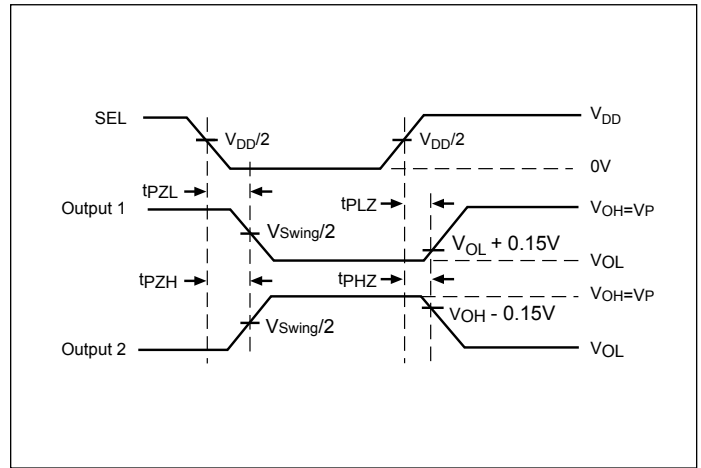 SEL
VDD/2
VDD/2
VDD
0V
tPZL
tPLZ
Output 1
VSwing/2
VOH=VP
VOL + 0.15V
VOL
tPZH
tPHZ
VOH=VP
VSwing/2
VOH - 0.15V
Output 2
VOL